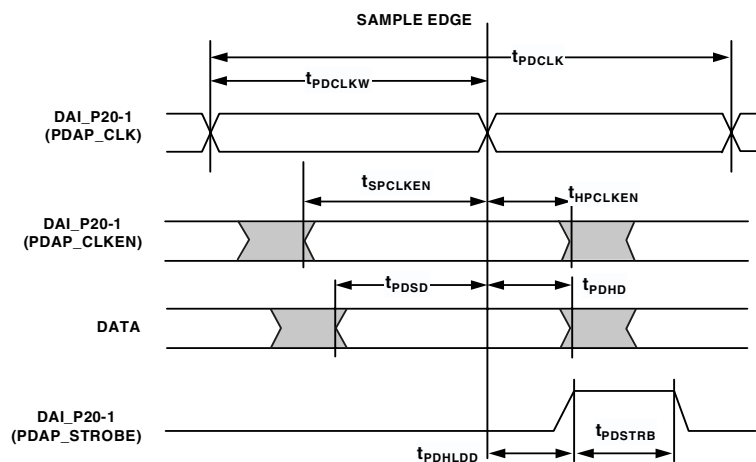 SAMPLE EDGE
tPDCLK
tPDCLKW
DAI_P20-1
(PDAP_CLK)
tSPCLKEN
tHPCLKEN
DAI_P20-1
(PDAP_CLKEN)
tPDSD
tPDHD
DATA
DAI_P20-1
(PDAP_STROBE)
tPDHLDD
tPDSTRB